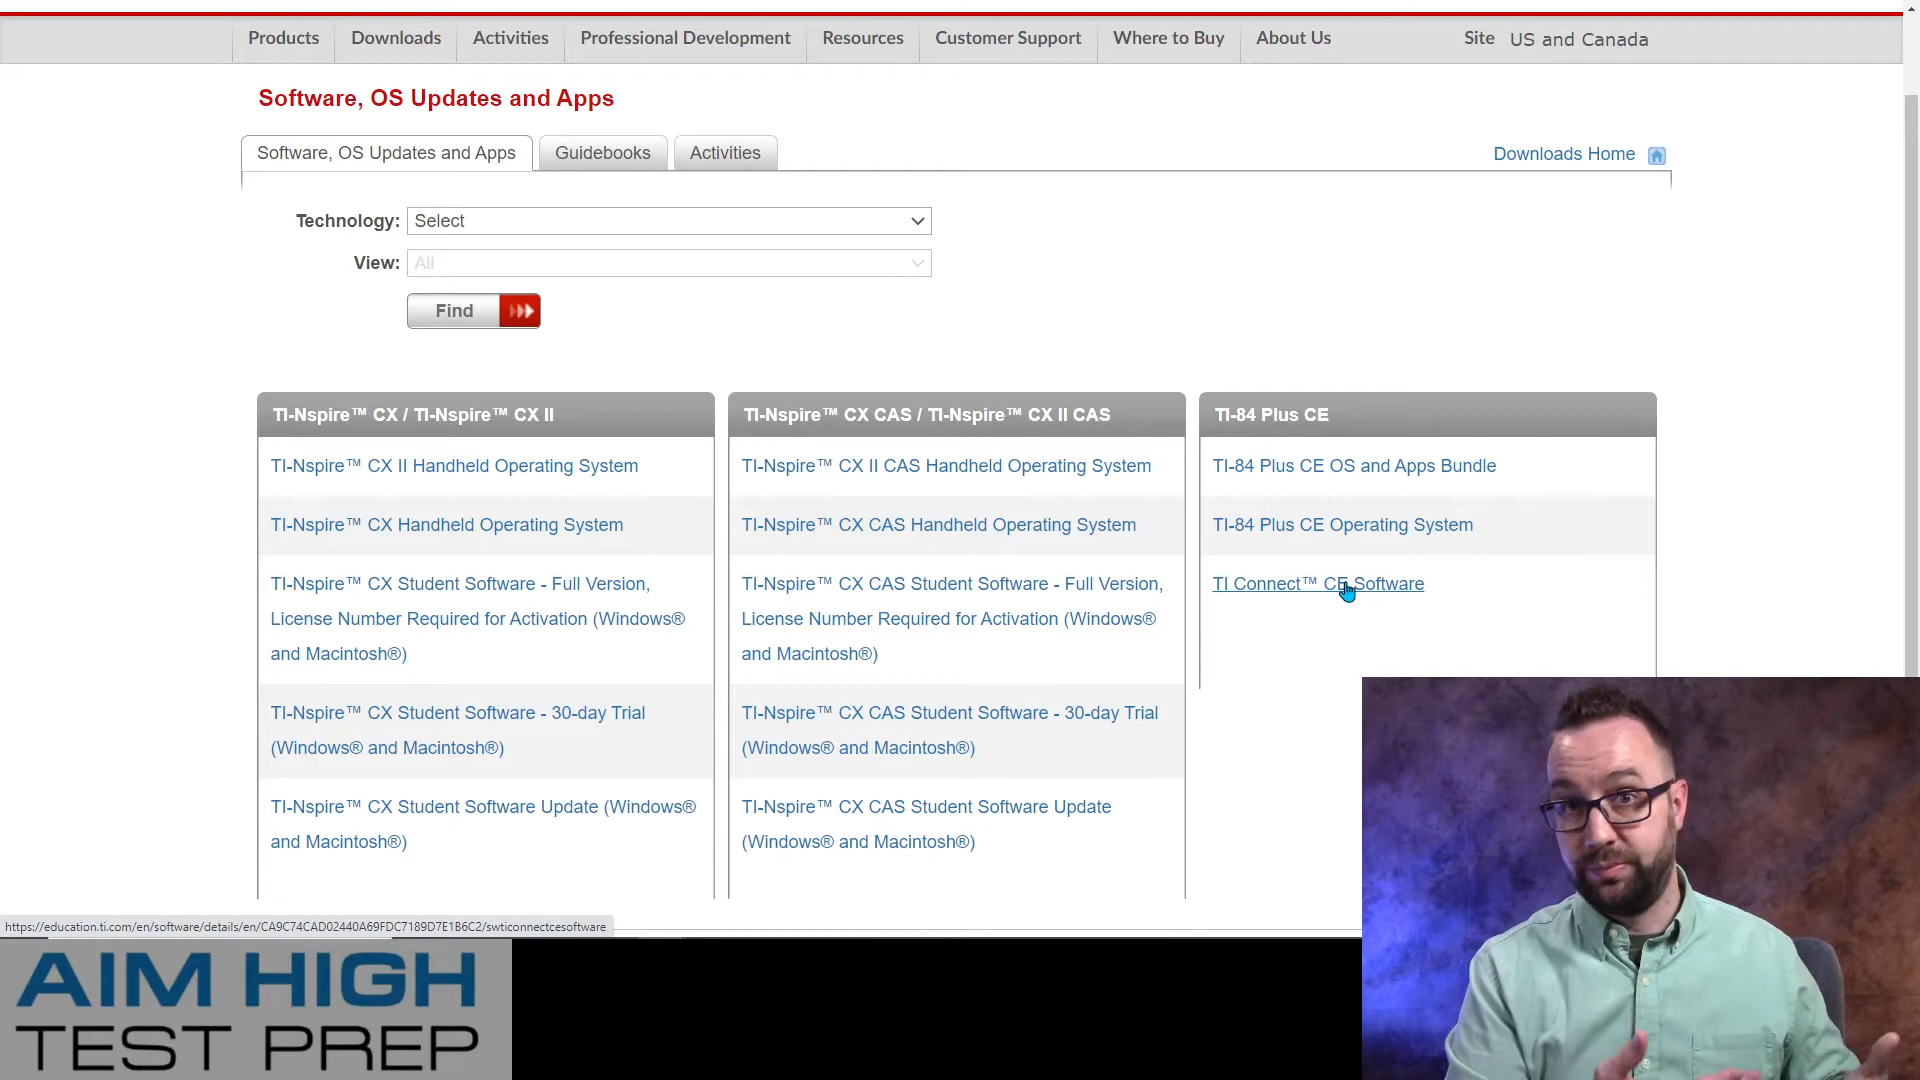 Products Downloads Activities Professional Development Resources Customer Support Where to Buy About Us Site US and Canada
Software, OS Updates and Apps
Software, OS Updates and Apps Guidebooks Activities Downloads Home
Technology: Select
View: All
Find
TI-Nspire™ CX / TI-Nspire™ CX II
TI-Nspire™ CX II Handheld Operating System
TI-Nspire™ CX Handheld Operating System
TI-Nspire™ CX Student Software - Full Version,
License Number Required for Activation (Windows®
and Macintosh®)
TI-Nspire™ CX Student Software - 30-day Trial
(Windows® and Macintosh®)
TI-Nspire™ CX Student Software Update (Windows®
and Macintosh®)
TI-Nspire™ CX CAS / TI-Nspire™ CX II CAS
TI-Nspire™ CX II CAS Handheld Operating System
TI-Nspire™ CX CAS Handheld Operating System
TI-Nspire™ CX CAS Student Software - Full Version,
License Number Required for Activation (Windows®
and Macintosh®)
TI-Nspire™ CX CAS Student Software - 30-day Trial
(Windows® and Macintosh®)
TI-Nspire™ CX CAS Student Software Update
(Windows® and Macintosh®)
TI-84 Plus CE
TI-84 Plus CE OS and Apps Bundle
TI-84 Plus CE Operating System
TI Connect™ CE Software
https://education.ti.com/en/software/details/en/CA9C74CAD02440A69FDC7189D7E1B6C2/swticonnectcesoftware
AIM HIGH
TEST PREP